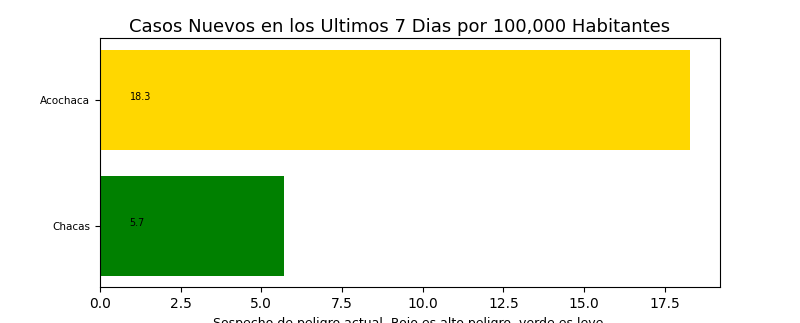 Casos Nuevos en los Ultimos 7 Dias por 100,000 Habitantes
Acochaca
18.3
Chacas
5.7
0.0 2.5 5.0 7.5 10.0 12.5 15.0 17.5
Sospecho de peligro actual. Rojo es alto peligro, verde es leve